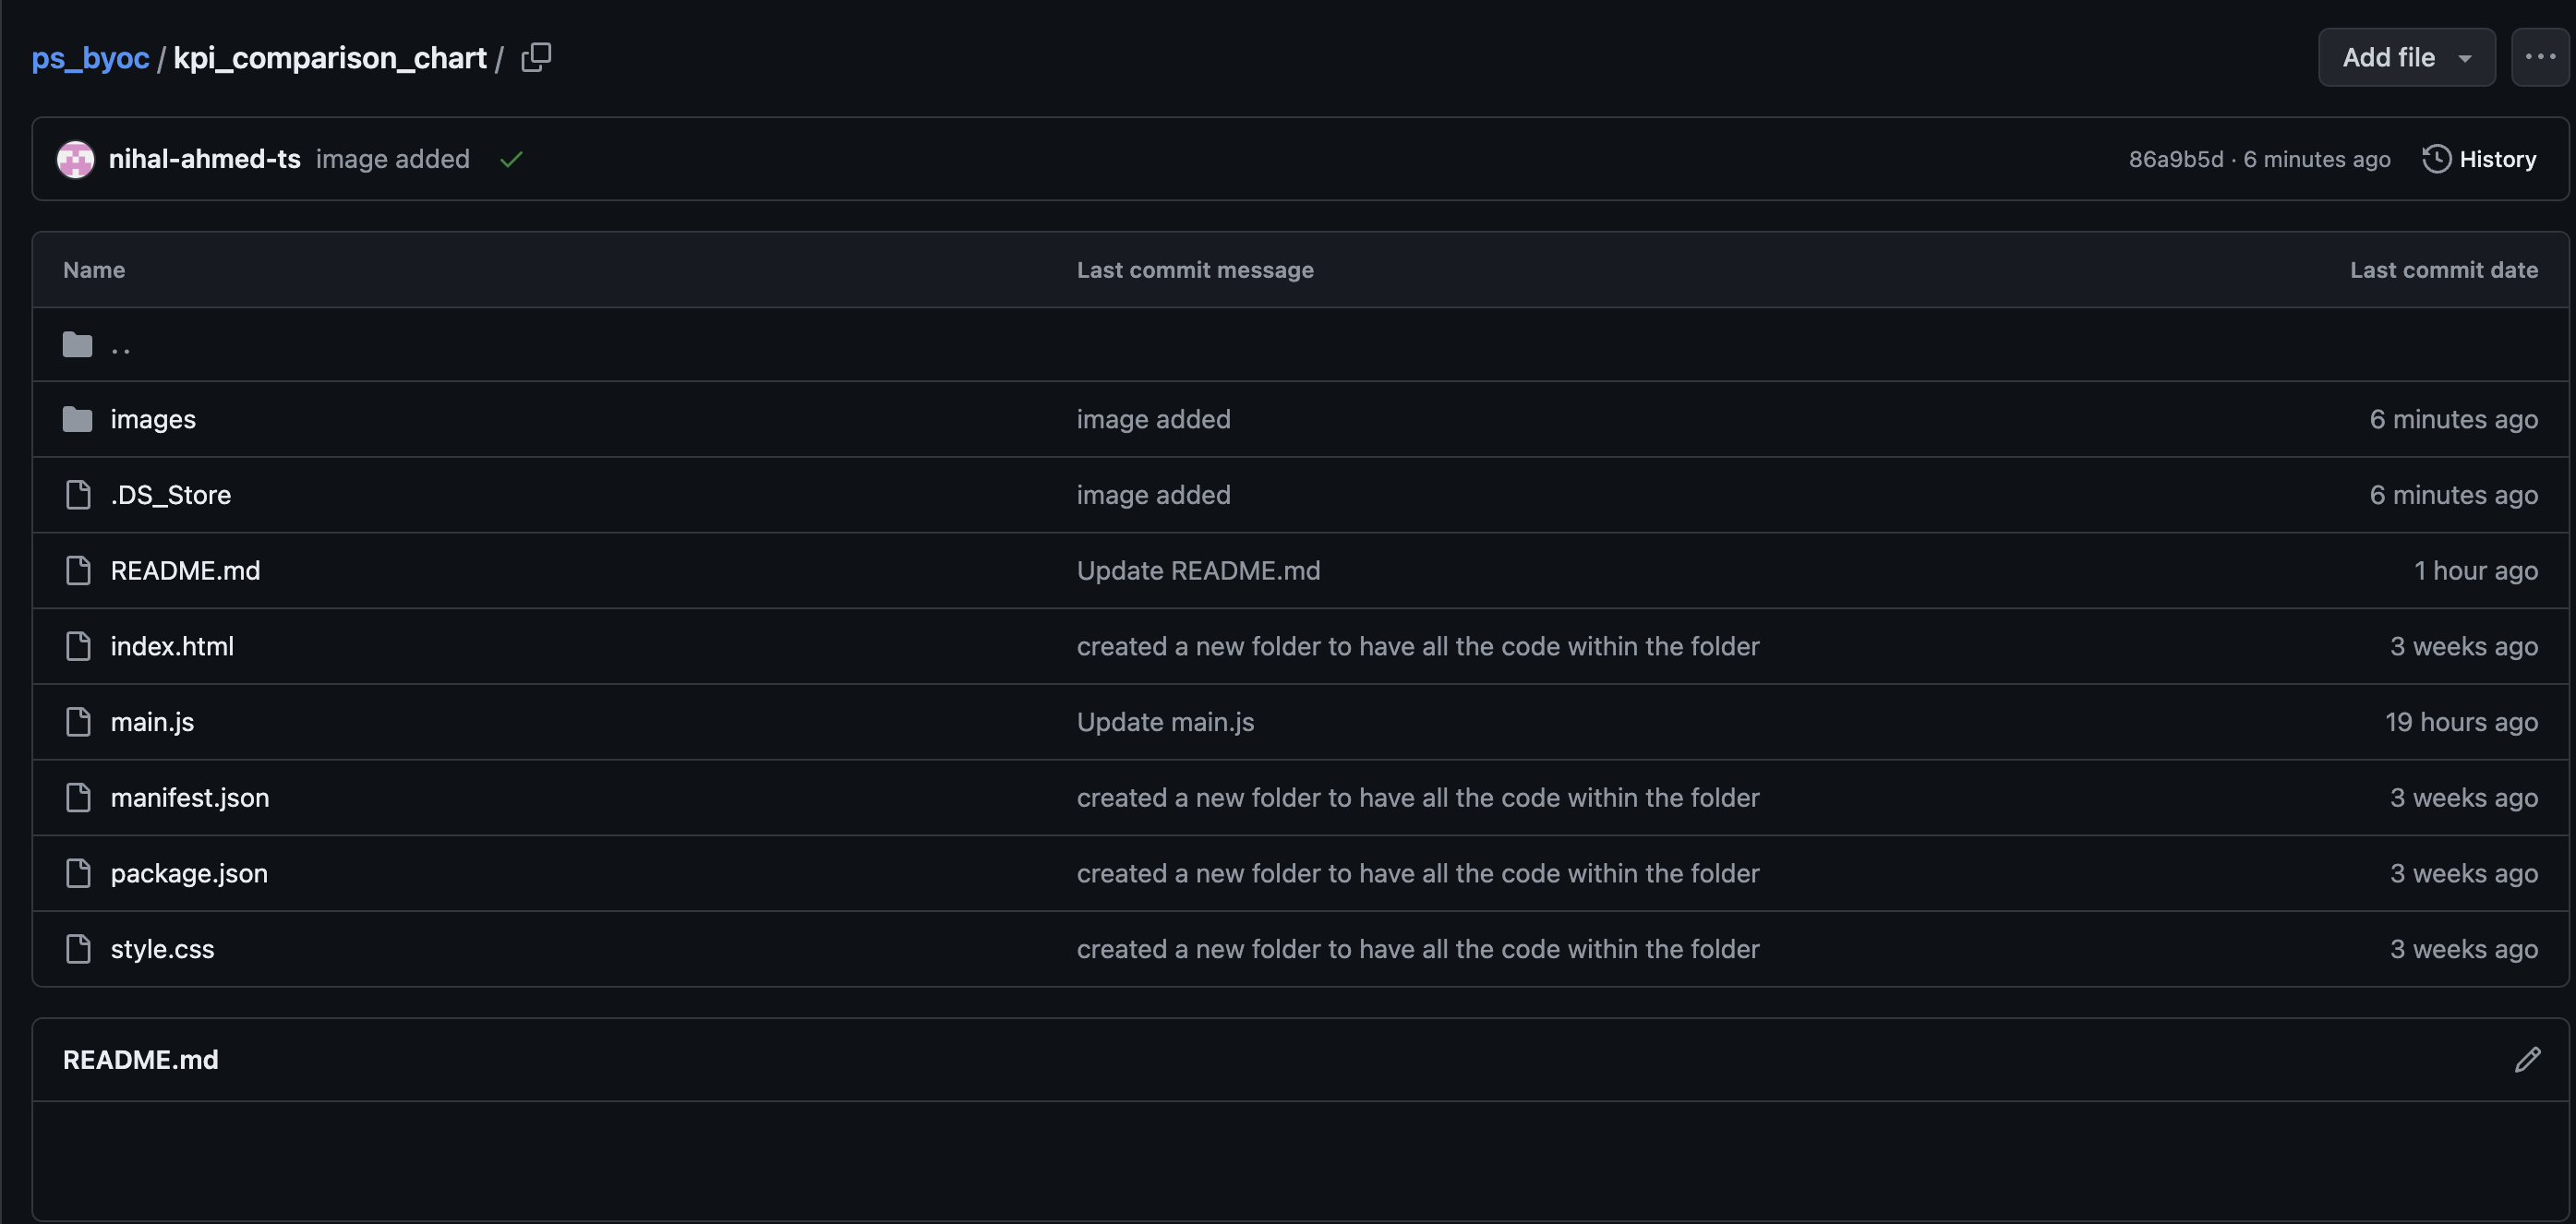 ps_byoc / kpi_comparison_chart /
Add file
nihal-ahmed-ts image added
86a9b5d · 6 minutes ago History
Name Last commit message Last commit date
..
images image added 6 minutes ago
.DS_Store image added 6 minutes ago
README.md Update README.md 1 hour ago
index.html created a new folder to have all the code within the folder 3 weeks ago
main.js Update main.js 19 hours ago
manifest.json created a new folder to have all the code within the folder 3 weeks ago
package.json created a new folder to have all the code within the folder 3 weeks ago
style.css created a new folder to have all the code within the folder 3 weeks ago
README.md